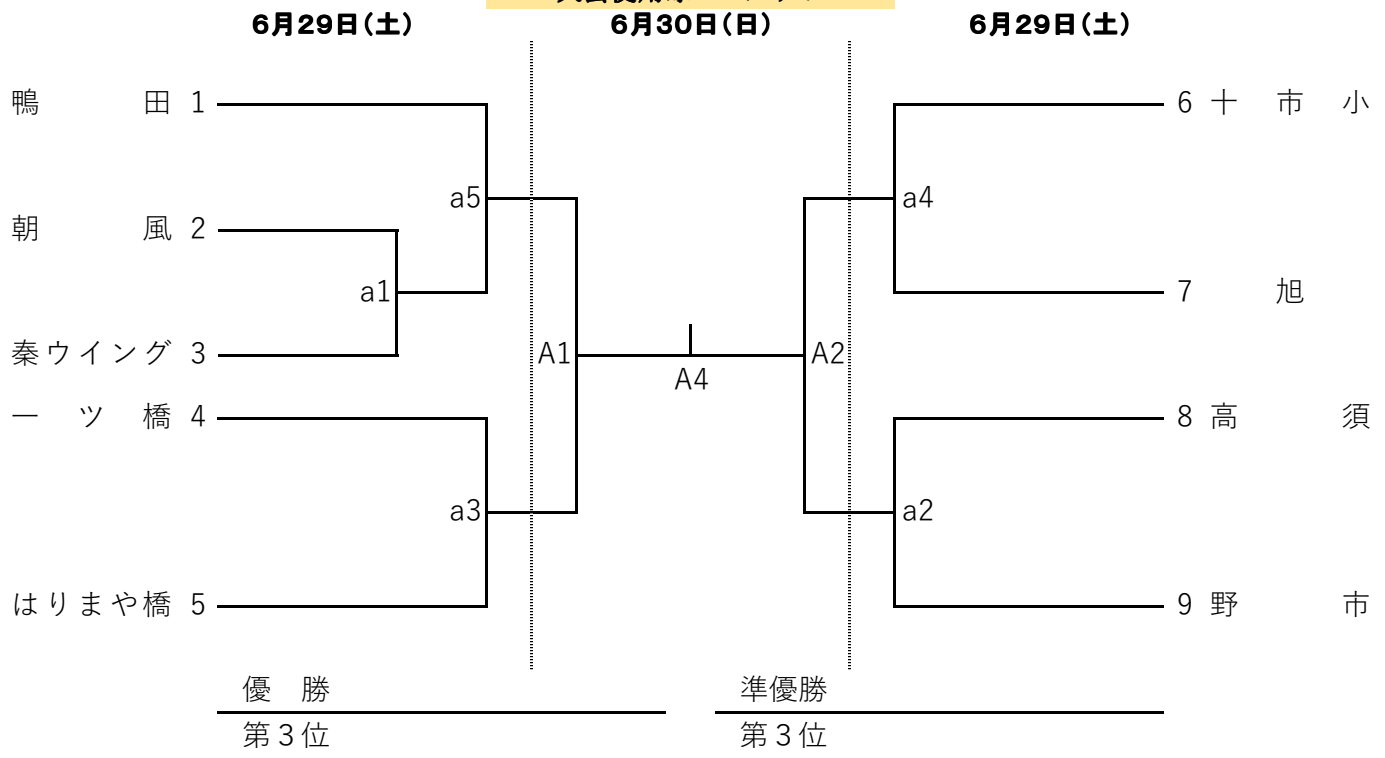 6月29日(土) 6月30日(日) 6月29日(土)
鴨田 1 6 十市小
a5 a4
朝風 2
a1 7 旭
秦ウイング 3 A1 A2
A4
一ツ橋 4 8 高須
a3 a2
はりまや橋 5 9 野市
優 勝 準優勝
第3位 第3位